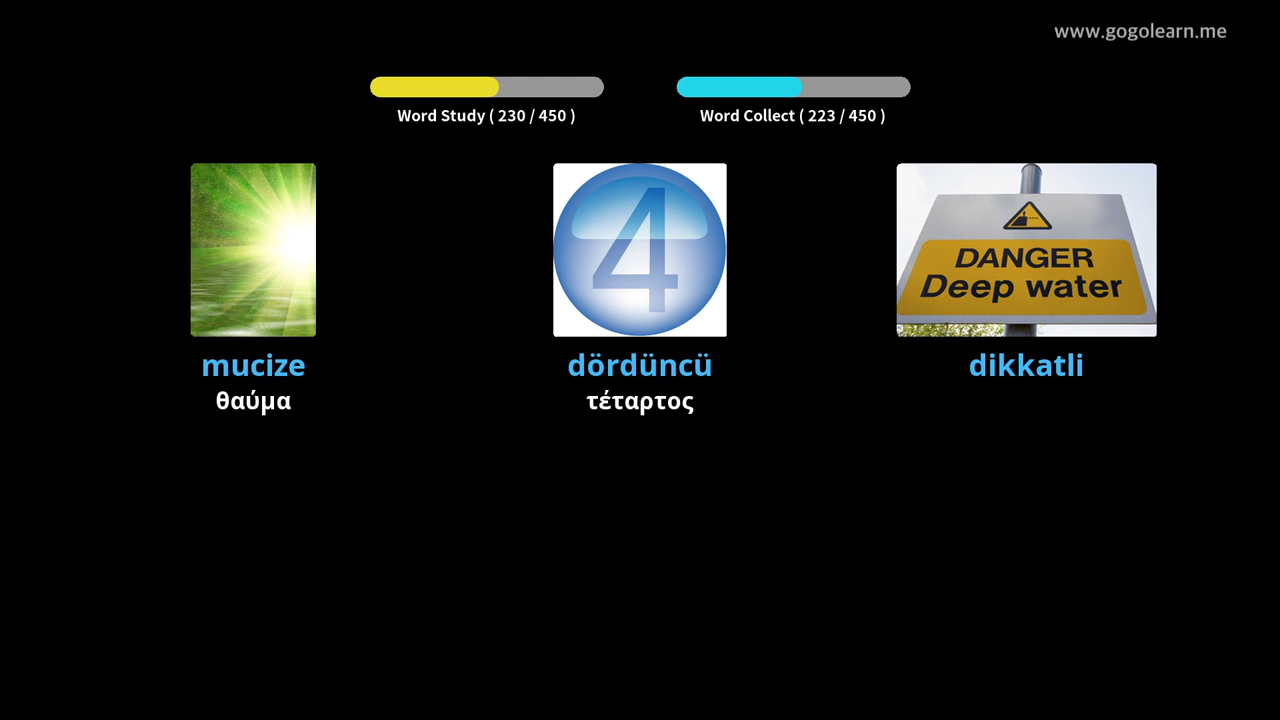 www.gogolearn.me
Word Study ( 230 / 450 )
Word Collect ( 223 / 450 )
4
DANGER
Deep water
mucize
dördüncü
dikkatli
θαύμα
τέταρτος